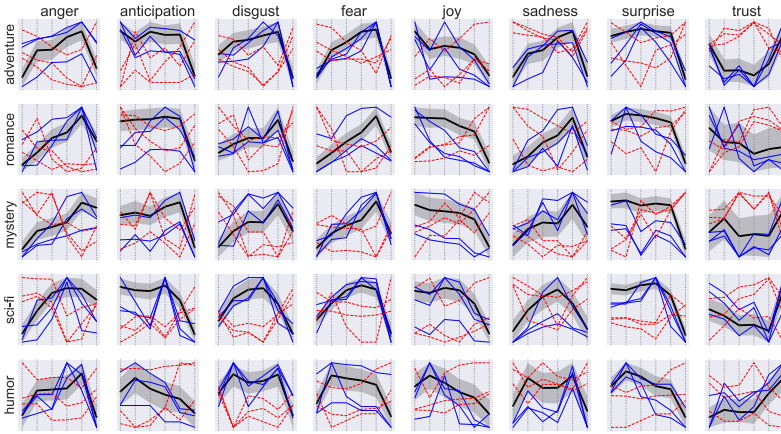 anger anticipation disgust fear joy sadness surprise trust
adventure
romance
mystery
sci-fi
humor